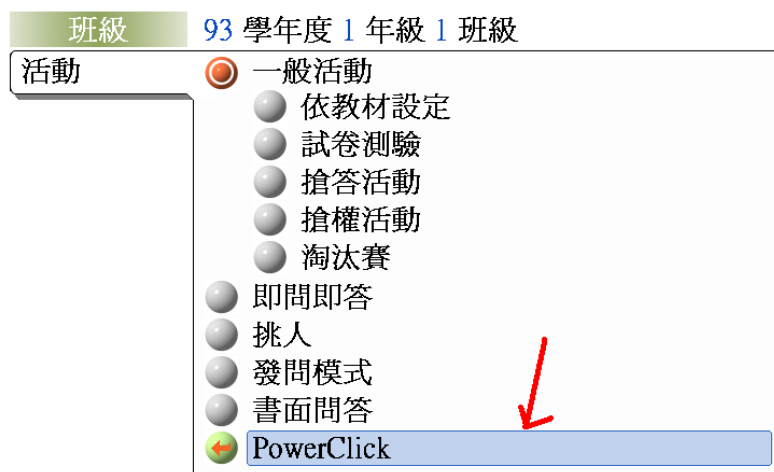 班級 93 學年度 1 年級 1 班級
活動 一般活動
依教材設定
試卷測驗
搶答活動
搶權活動
淘汰賽
即問即答
挑人
發問模式
書面問答
PowerClick